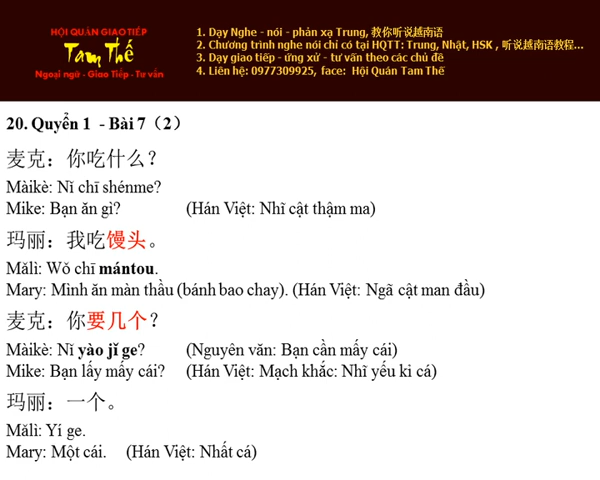 HỘI QUÁN GIAO TIẾP
Tam Thế
Ngoại ngữ - Giao Tiếp - Tư vấn
1. Dạy Nghe - nói - phản xạ Trung, 教你听说越南语
2. Chương trình nghe nói chỉ có tại HQTT: Trung, Nhật, HSK , 听说越南语教程...
3. Dạy giao tiếp - ứng xử - tư vấn theo các chủ đề
4. Liên hệ: 0977309925, face: Hội Quán Tam Thế
20. Quyển 1 - Bài 7（2）
麦克：你吃什么？
Màikè: Nǐ chī shénme?
Mike: Bạn ăn gì? (Hán Việt: Nhĩ cật thậm ma)
玛丽：我吃馒头。
Mǎlì: Wǒ chī mántou.
Mary: Mình ăn màn thầu (bánh bao chay). (Hán Việt: Ngã cật man đầu)
麦克：你要几个？
Màikè: Nǐ yào jǐ ge? (Nguyên văn: Bạn cần mấy cái)
Mike: Bạn lấy mấy cái? (Hán Việt: Mạch khắc: Nhĩ yếu ki cá)
玛丽：一个。
Mǎlì: Yí ge.
Mary: Một cái. (Hán Việt: Nhất cá)